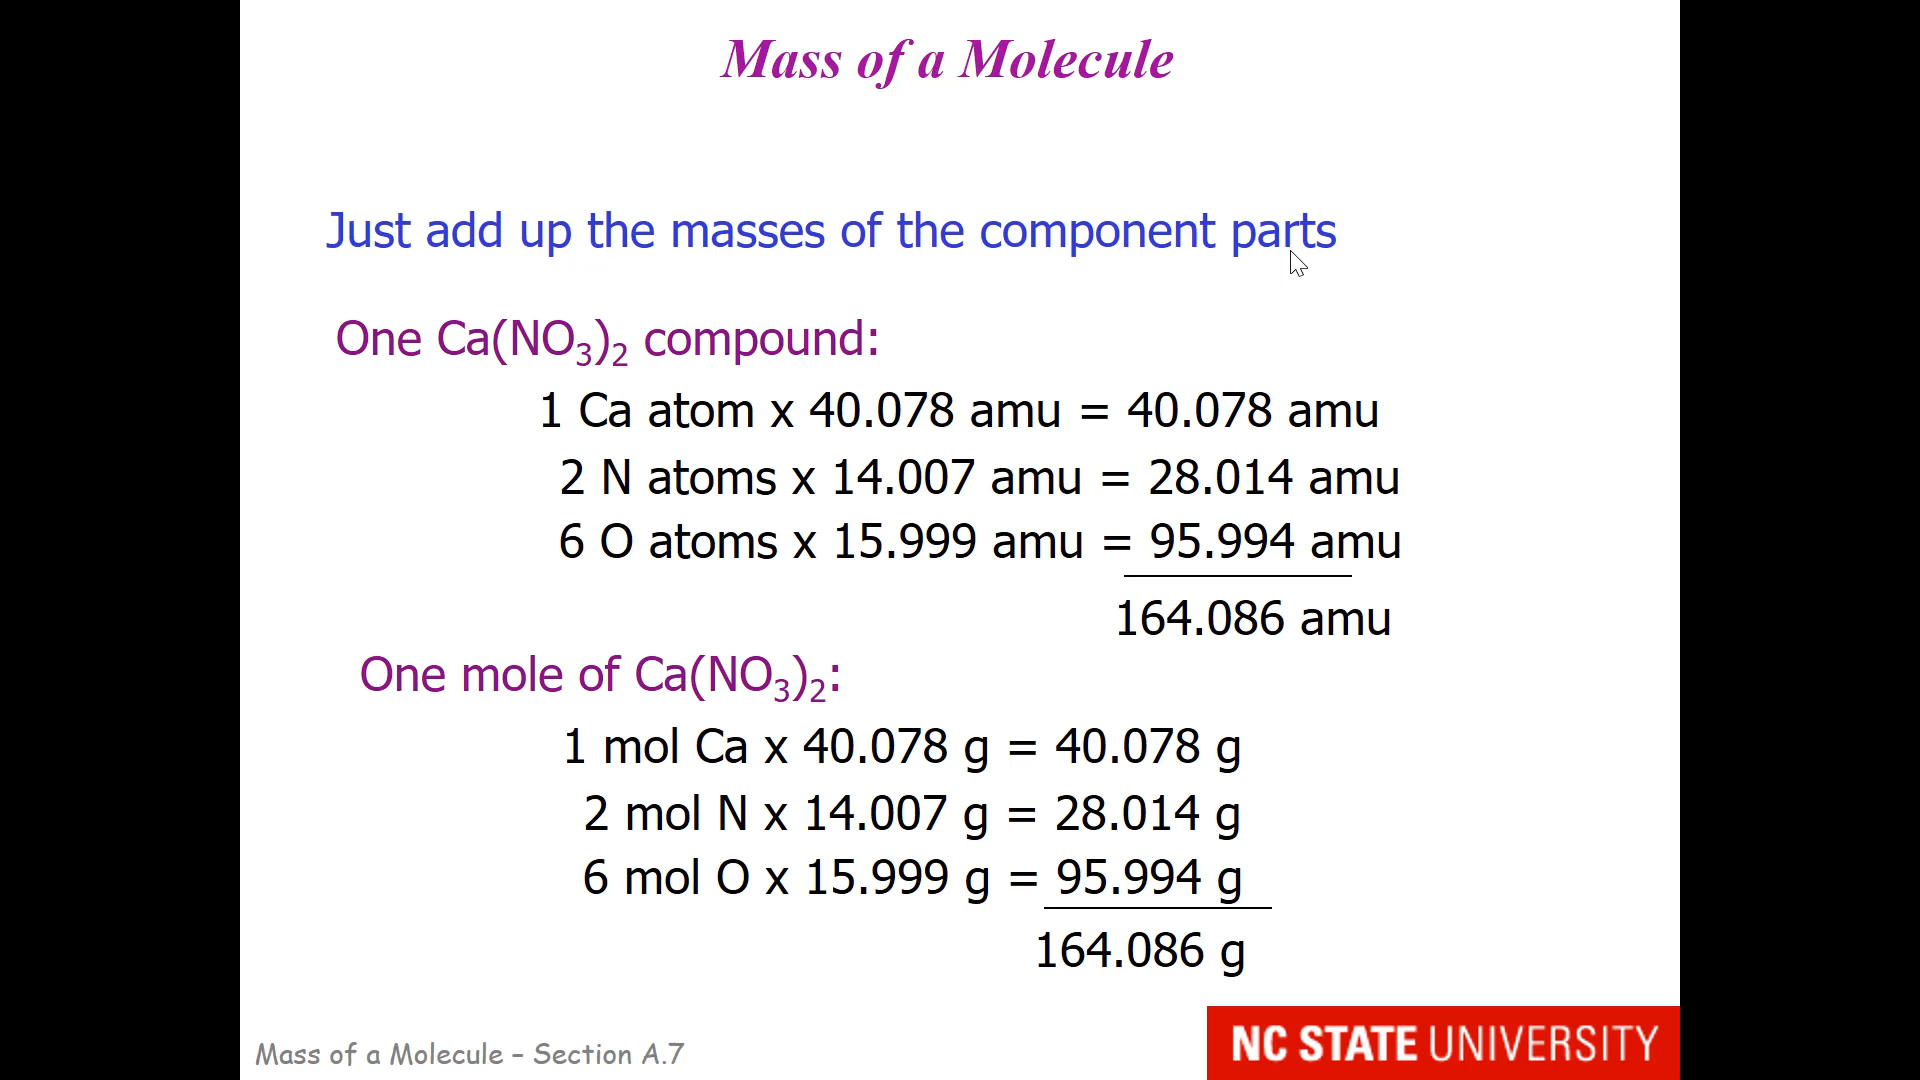 Mass of a Molecule
Just add up the masses of the component parts
One Ca(NO₃)₂ compound:
1 Ca atom x 40.078 amu = 40.078 amu
2 N atoms x 14.007 amu = 28.014 amu
6 O atoms x 15.999 amu = 95.994 amu
164.086 amu
One mole of Ca(NO₃)₂:
1 mol Ca x 40.078 g = 40.078 g
2 mol N x 14.007 g = 28.014 g
6 mol O x 15.999 g = 95.994 g
164.086 g
Mass of a Molecule – Section A.7
NC STATE UNIVERSITY